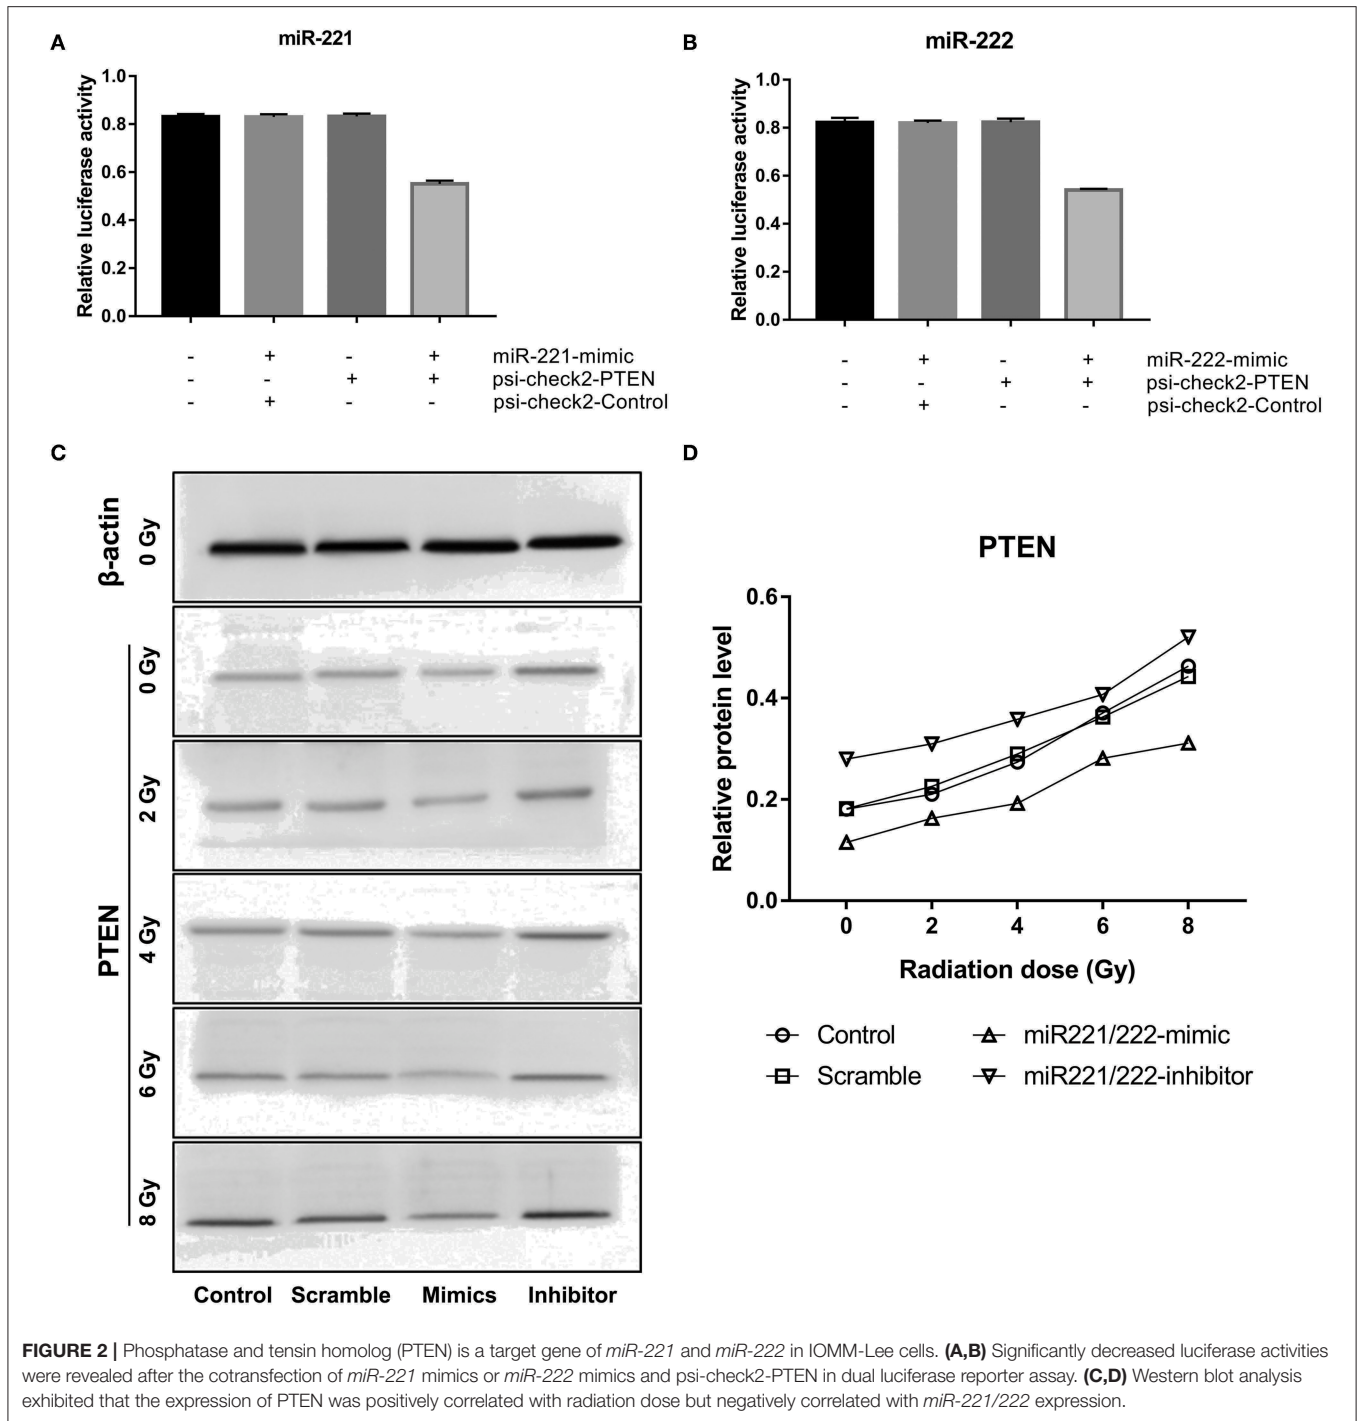 A
miR-221
Relative luciferase activity
1.0
0.8
0.6
0.4
0.2
0.0
- + - + miR-221-mimic
- - + + psi-check2-PTEN
- + - - psi-check2-Control
B
miR-222
Relative luciferase activity
1.0
0.8
0.6
0.4
0.2
0.0
- + - + miR-222-mimic
- - + + psi-check2-PTEN
- + - - psi-check2-Control
C
β-actin
0 Gy
PTEN
0 Gy
2 Gy
4 Gy
6 Gy
8 Gy
Control Scramble Mimics Inhibitor
D
PTEN
Relative protein level
0.6
0.4
0.2
0.0
0 2 4 6 8
Radiation dose (Gy)
Control miR221/222-mimic
Scramble miR221/222-inhibitor
FIGURE 2 | Phosphatase and tensin homolog (PTEN) is a target gene of miR-221 and miR-222 in IOMM-Lee cells. (A,B) Significantly decreased luciferase activities
were revealed after the cotransfection of miR-221 mimics or miR-222 mimics and psi-check2-PTEN in dual luciferase reporter assay. (C,D) Western blot analysis
exhibited that the expression of PTEN was positively correlated with radiation dose but negatively correlated with miR-221/222 expression.